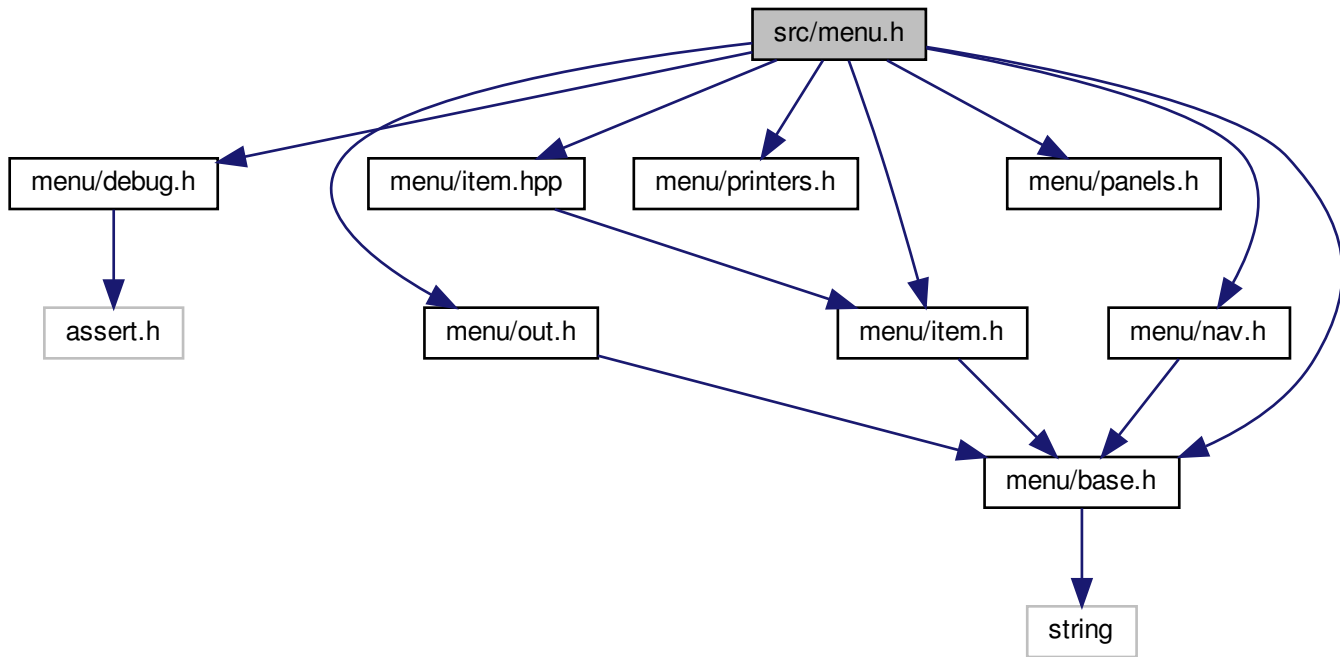 src/menu.h
menu/debug.h
menu/item.hpp
menu/printers.h
menu/panels.h
assert.h
menu/out.h
menu/item.h
menu/nav.h
menu/base.h
string